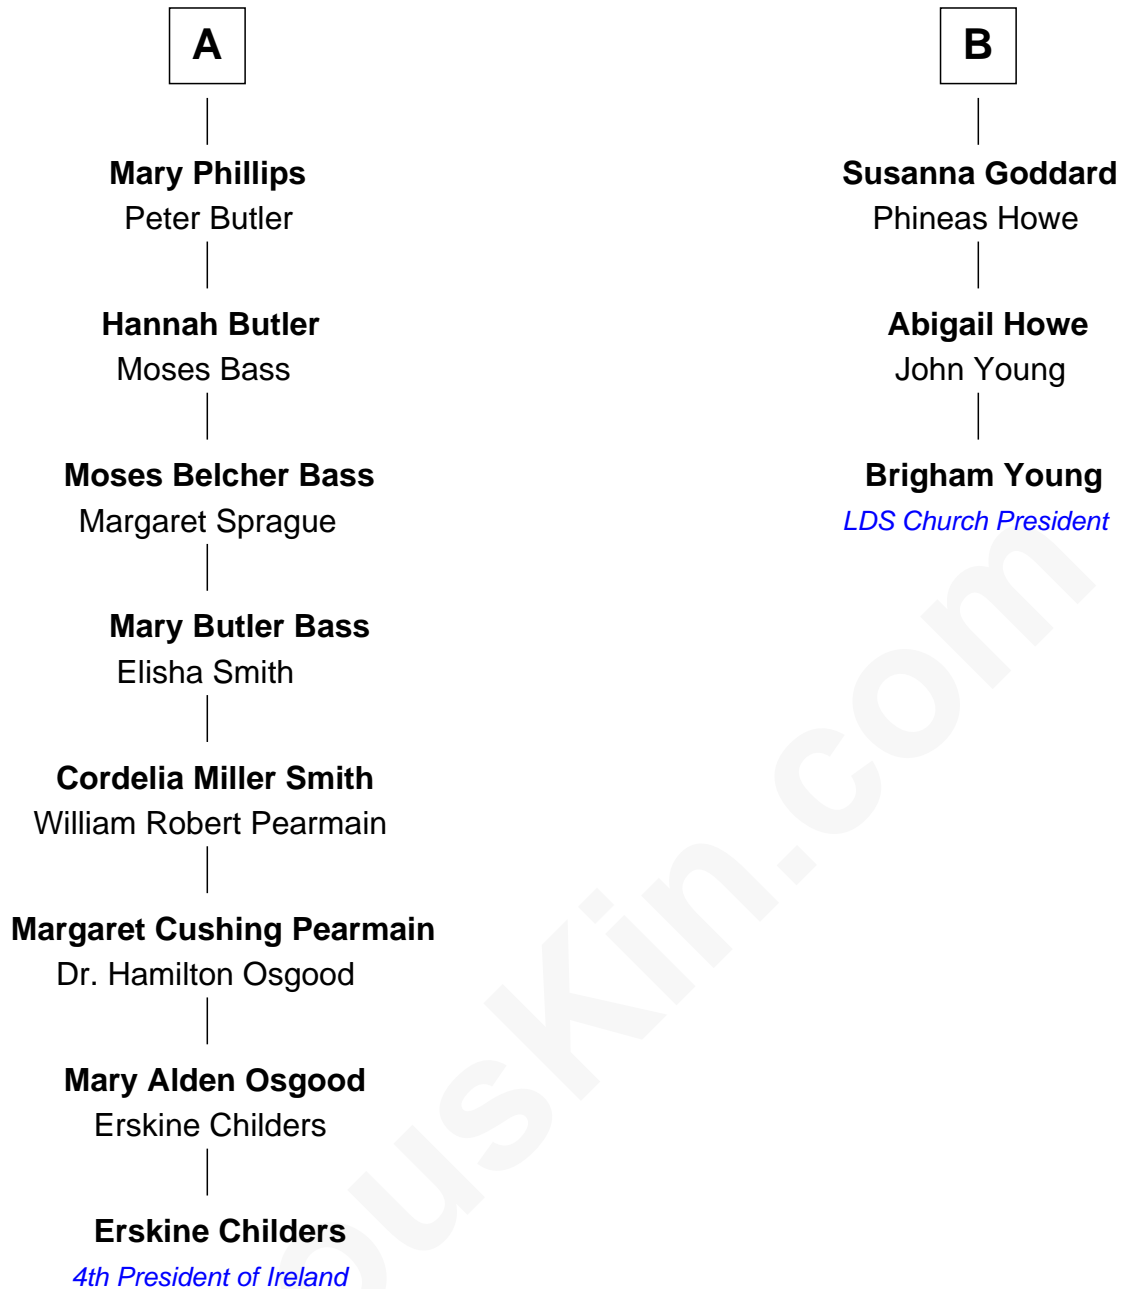 A
Mary Phillips
Peter Butler
Hannah Butler
Moses Bass
Moses Belcher Bass
Margaret Sprague
Mary Butler Bass
Elisha Smith
Cordelia Miller Smith
William Robert Pearmain
Margaret Cushing Pearmain
Dr. Hamilton Osgood
Mary Alden Osgood
Erskine Childers
Erskine Childers
4th President of Ireland
B
Susanna Goddard
Phineas Howe
Abigail Howe
John Young
Brigham Young
LDS Church President
ousKin.com